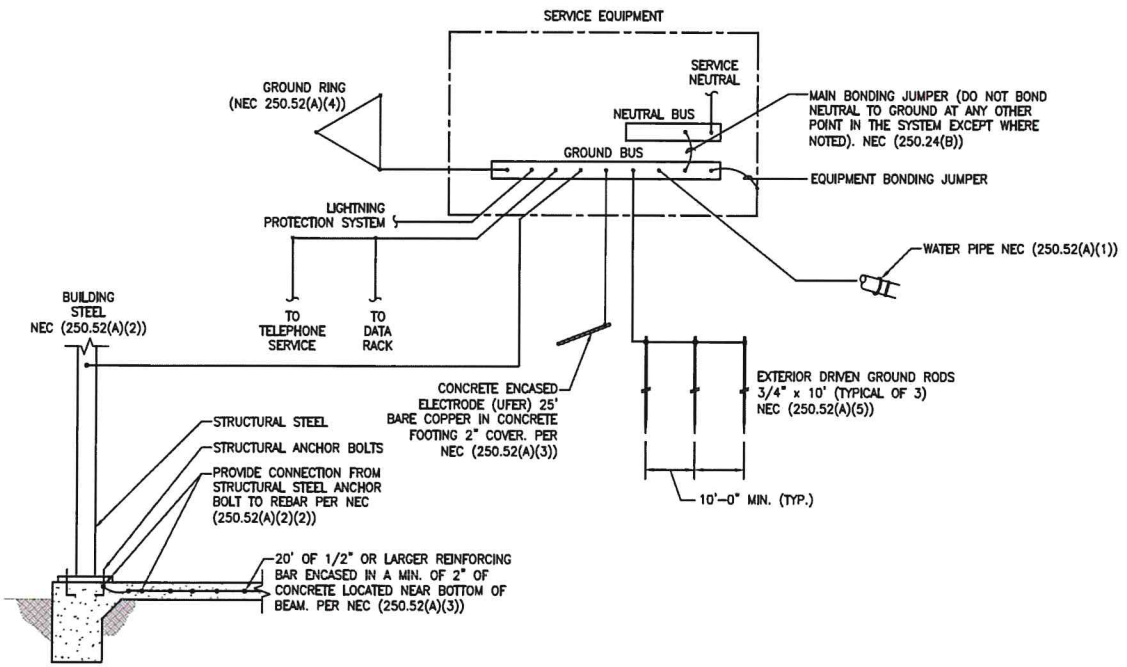 SERVICE EQUIPMENT
GROUND RING
(NEC 250.52(A)(4))
SERVICE
NEUTRAL
NEUTRAL BUS
GROUND BUS
MAIN BONDING JUMPER (DO NOT BOND
NEUTRAL TO GROUND AT ANY OTHER
POINT IN THE SYSTEM EXCEPT WHERE
NOTED). NEC (250.24(B))
EQUIPMENT BONDING JUMPER
LIGHTNING
PROTECTION SYSTEM
WATER PIPE NEC (250.52(A)(1))
BUILDING
STEEL
NEC (250.52(A)(2))
TO
TELEPHONE
SERVICE
TO
DATA
RACK
CONCRETE ENCASED
ELECTRODE (UFER) 25'
BARE COPPER IN CONCRETE
FOOTING 2" COVER. PER
NEC (250.52(A)(3))
EXTERIOR DRIVEN GROUND RODS
3/4" x 10' (TYPICAL OF 3)
NEC (250.52(A)(5))
10'-0" MIN. (TYP.)
STRUCTURAL STEEL
STRUCTURAL ANCHOR BOLTS
PROVIDE CONNECTION FROM
STRUCTURAL STEEL ANCHOR
BOLT TO REBAR PER NEC
(250.52(A)(2)(2))
20' OF 1/2" OR LARGER REINFORCING
BAR ENCASED IN A MIN. OF 2" OF
CONCRETE LOCATED NEAR BOTTOM OF
BEAM. PER NEC (250.52(A)(3))